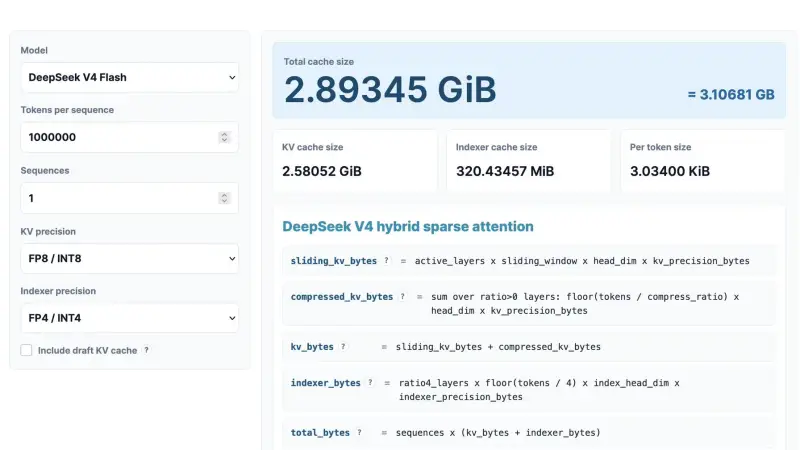 Model
DeepSeek V4 Flash
Tokens per sequence
1000000
Sequences
1
KV precision
FP8 / INT8
Indexer precision
FP4 / INT4
Include draft KV cache ?
Total cache size
2.89345 GiB
= 3.10681 GB
KV cache size
2.58052 GiB
Indexer cache size
320.43457 MiB
Per token size
3.03400 KiB
DeepSeek V4 hybrid sparse attention
sliding_kv_bytes ? = active_layers x sliding_window x head_dim x kv_precision_bytes
compressed_kv_bytes ? = sum over ratio>0 layers: floor(tokens / compress_ratio) x
head_dim x kv_precision_bytes
kv_bytes ? = sliding_kv_bytes + compressed_kv_bytes
indexer_bytes ? = ratio4_layers x floor(tokens / 4) x index_head_dim x
indexer_precision_bytes
total_bytes ? = sequences x (kv_bytes + indexer_bytes)